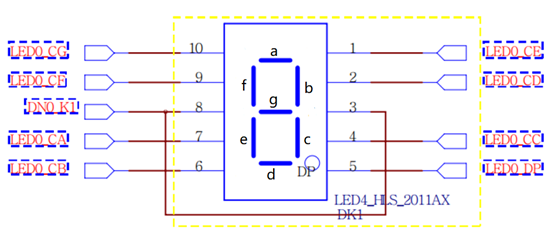 LED0_CG 10 a 1 LED0_CE
LED0_CF 9 f b 2 LED0_CD
DN0_K1 8 g 3
LED0_CA 7 e c 4 LED0_CC
LED0_CB 6 d DP 5 LED0_DP
LED4_HLS_2011AX
DK1